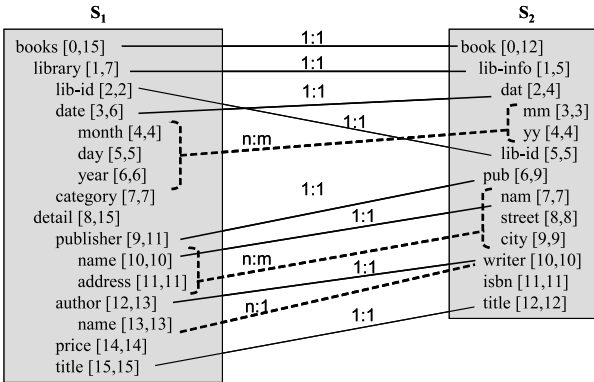 S1
books [0,15]
library [1,7]
lib-id [2,2]
date [3,6]
month [4,4]
day [5,5]
year [6,6]
category [7,7]
detail [8,15]
publisher [9,11]
name [10,10]
address [11,11]
author [12,13]
name [13,13]
price [14,14]
title [15,15]
1:1
1:1
1:1
1:1
n:m
1:1
1:1
n:m
1:1
n:1
1:1
S2
book [0,12]
lib-info [1,5]
dat [2,4]
mm [3,3]
yy [4,4]
lib-id [5,5]
pub [6,9]
nam [7,7]
street [8,8]
city [9,9]
writer [10,10]
isbn [11,11]
title [12,12]